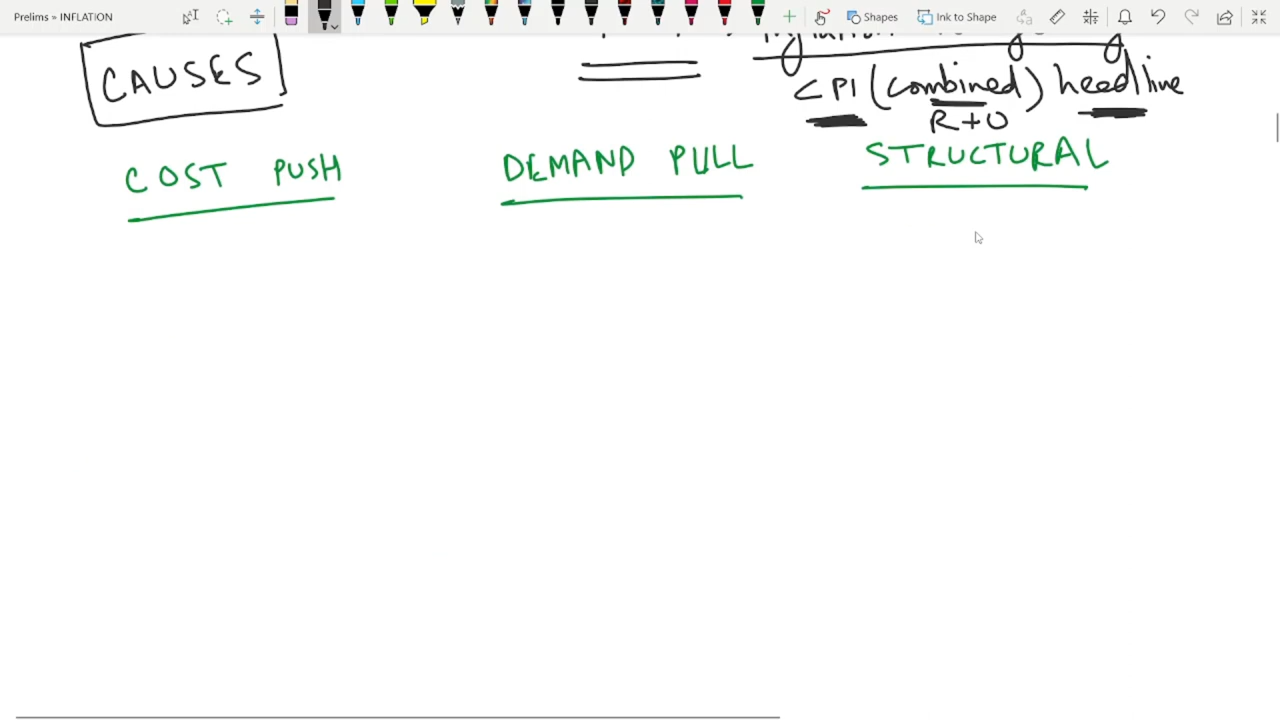 Prelims » INFLATION
Shapes
Ink to Shape
CAUSES
CPI (combined) headline
R+U
COST PUSH
DEMAND PULL
STRUCTURAL